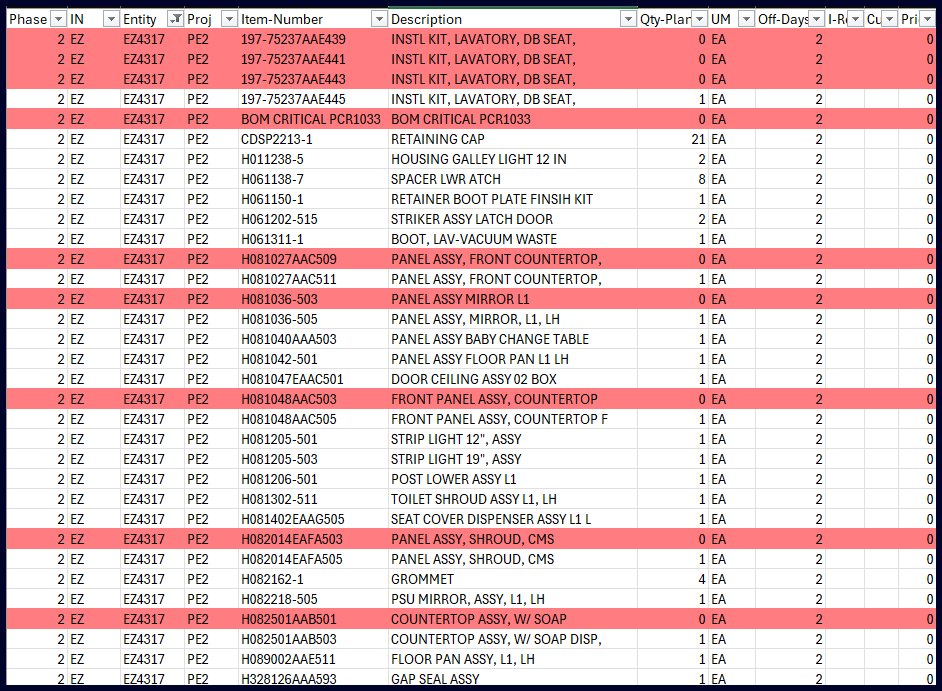 Phase IN Entity Proj Item-Number Description Qty-Plan UM Off-Days I-R Cu Pri
2 EZ EZ4317 PE2 197-75237AAE439 INSTL KIT, LAVATORY, DB SEAT, 0 EA 2 0
2 EZ EZ4317 PE2 197-75237AAE441 INSTL KIT, LAVATORY, DB SEAT, 0 EA 2 0
2 EZ EZ4317 PE2 197-75237AAE443 INSTL KIT, LAVATORY, DB SEAT, 0 EA 2 0
2 EZ EZ4317 PE2 197-75237AAE445 INSTL KIT, LAVATORY, DB SEAT, 1 EA 2 0
2 EZ EZ4317 PE2 BOM CRITICAL PCR1033 BOM CRITICAL PCR1033 0 EA 2 0
2 EZ EZ4317 PE2 CDSP2213-1 RETAINING CAP 21 EA 2 0
2 EZ EZ4317 PE2 H011238-5 HOUSING GALLEY LIGHT 12 IN 2 EA 2 0
2 EZ EZ4317 PE2 H061138-7 SPACER LWR ATCH 8 EA 2 0
2 EZ EZ4317 PE2 H061150-1 RETAINER BOOT PLATE FINSIH KIT 1 EA 2 0
2 EZ EZ4317 PE2 H061202-515 STRIKER ASSY LATCH DOOR 2 EA 2 0
2 EZ EZ4317 PE2 H061311-1 BOOT, LAV-VACUUM WASTE 1 EA 2 0
2 EZ EZ4317 PE2 H081027AAC509 PANEL ASSY, FRONT COUNTERTOP, 0 EA 2 0
2 EZ EZ4317 PE2 H081027AAC511 PANEL ASSY, FRONT COUNTERTOP, 1 EA 2 0
2 EZ EZ4317 PE2 H081036-503 PANEL ASSY MIRROR L1 0 EA 2 0
2 EZ EZ4317 PE2 H081036-505 PANEL ASSY, MIRROR, L1, LH 1 EA 2 0
2 EZ EZ4317 PE2 H081040AAA503 PANEL ASSY BABY CHANGE TABLE 1 EA 2 0
2 EZ EZ4317 PE2 H081042-501 PANEL ASSY FLOOR PAN L1 LH 1 EA 2 0
2 EZ EZ4317 PE2 H081047EAAC501 DOOR CEILING ASSY 02 BOX 1 EA 2 0
2 EZ EZ4317 PE2 H081048AAC503 FRONT PANEL ASSY, COUNTERTOP 0 EA 2 0
2 EZ EZ4317 PE2 H081048AAC505 FRONT PANEL ASSY, COUNTERTOP F 1 EA 2 0
2 EZ EZ4317 PE2 H081205-501 STRIP LIGHT 12", ASSY 1 EA 2 0
2 EZ EZ4317 PE2 H081205-503 STRIP LIGHT 19", ASSY 1 EA 2 0
2 EZ EZ4317 PE2 H081206-501 POST LOWER ASSY L1 1 EA 2 0
2 EZ EZ4317 PE2 H081302-511 TOILET SHROUD ASSY L1, LH 1 EA 2 0
2 EZ EZ4317 PE2 H081402EAAG505 SEAT COVER DISPENSER ASSY L1 L 1 EA 2 0
2 EZ EZ4317 PE2 H082014EAFA503 PANEL ASSY, SHROUD, CMS 0 EA 2 0
2 EZ EZ4317 PE2 H082014EAFA505 PANEL ASSY, SHROUD, CMS 1 EA 2 0
2 EZ EZ4317 PE2 H082162-1 GROMMET 4 EA 2 0
2 EZ EZ4317 PE2 H082218-505 PSU MIRROR, ASSY, L1, LH 1 EA 2 0
2 EZ EZ4317 PE2 H082501AAB501 COUNTERTOP ASSY, W/ SOAP 0 EA 2 0
2 EZ EZ4317 PE2 H082501AAB503 COUNTERTOP ASSY, W/ SOAP DISP, 1 EA 2 0
2 EZ EZ4317 PE2 H089002AAE511 FLOOR PAN ASSY, L1, LH 1 EA 2 0
2 EZ EZ4317 PE2 H328126AAA593 GAP SEAL ASSY 1 EA 2 0